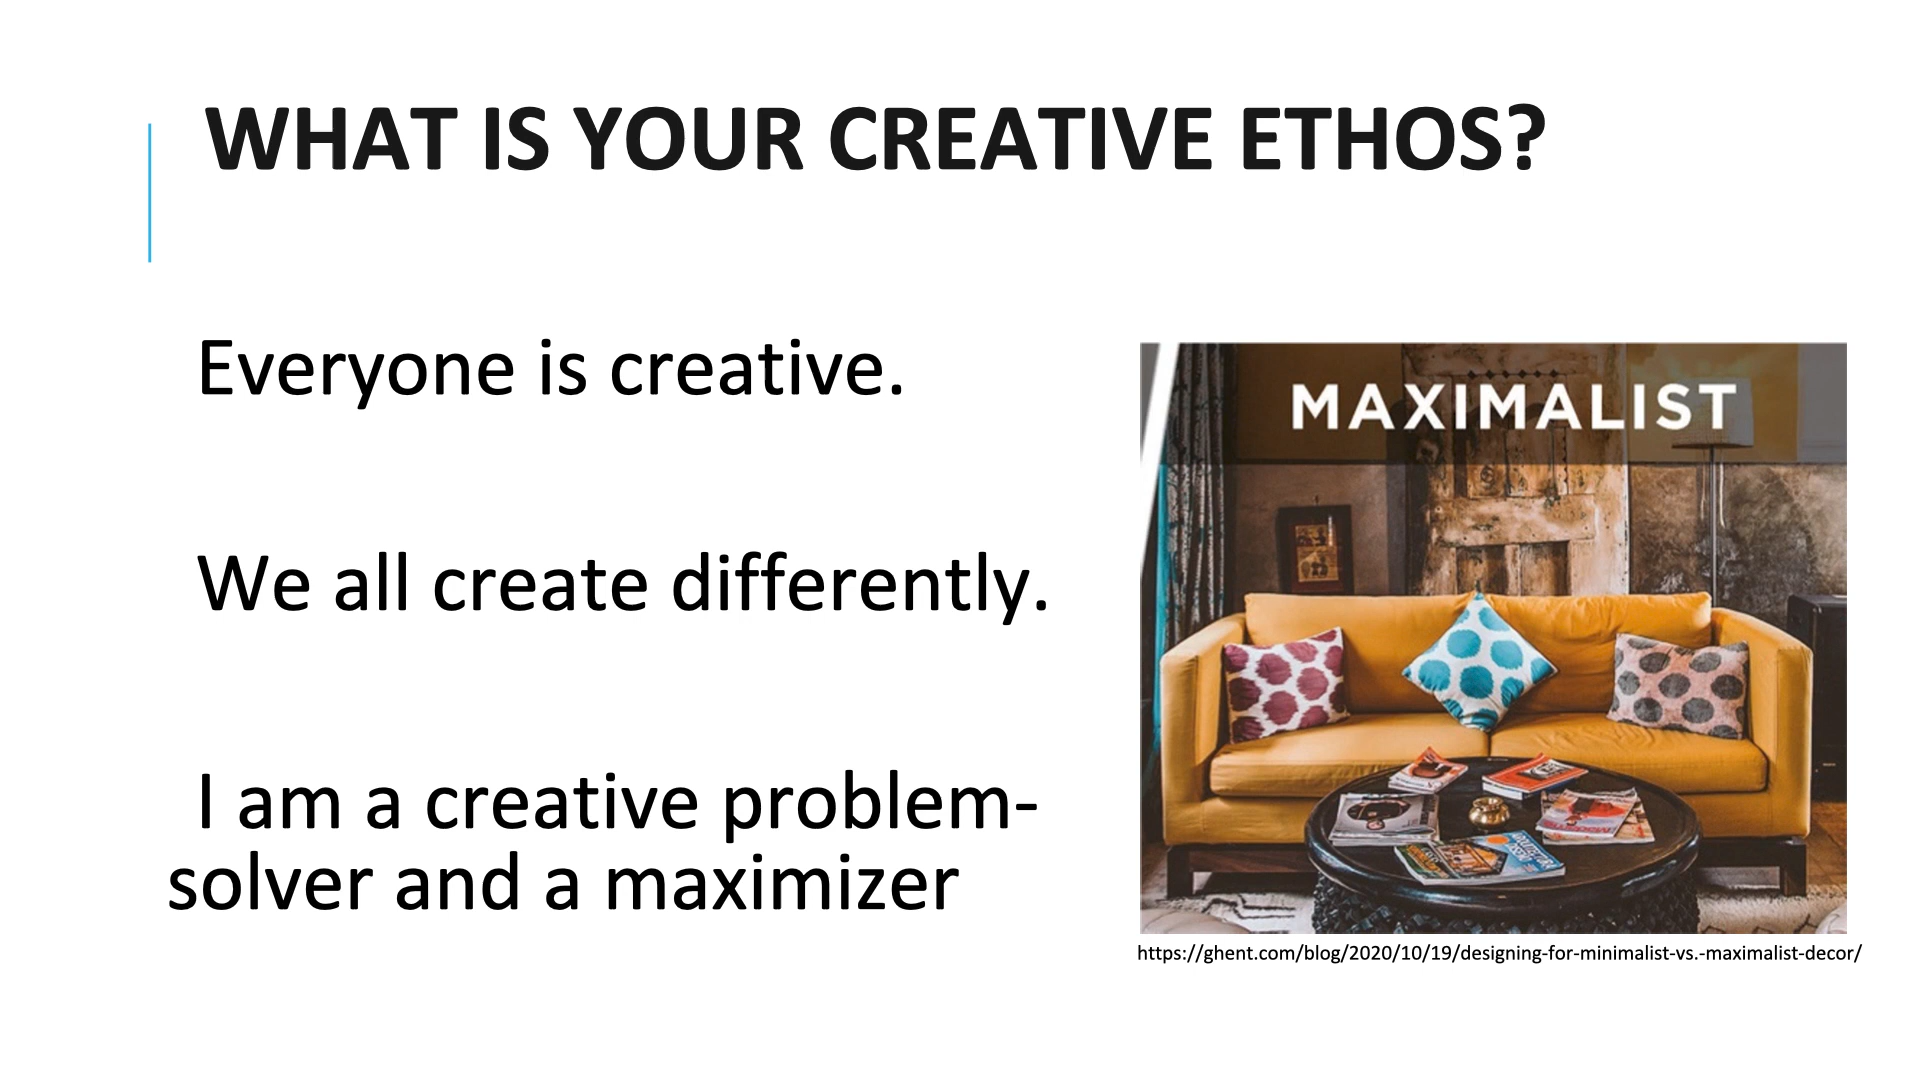 WHAT IS YOUR CREATIVE ETHOS?
Everyone is creative.
We all create differently.
I am a creative problem-
solver and a maximizer
MAXIMALIST
https://ghent.com/blog/2020/10/19/designing-for-minimalist-vs.-maximalist-decor/